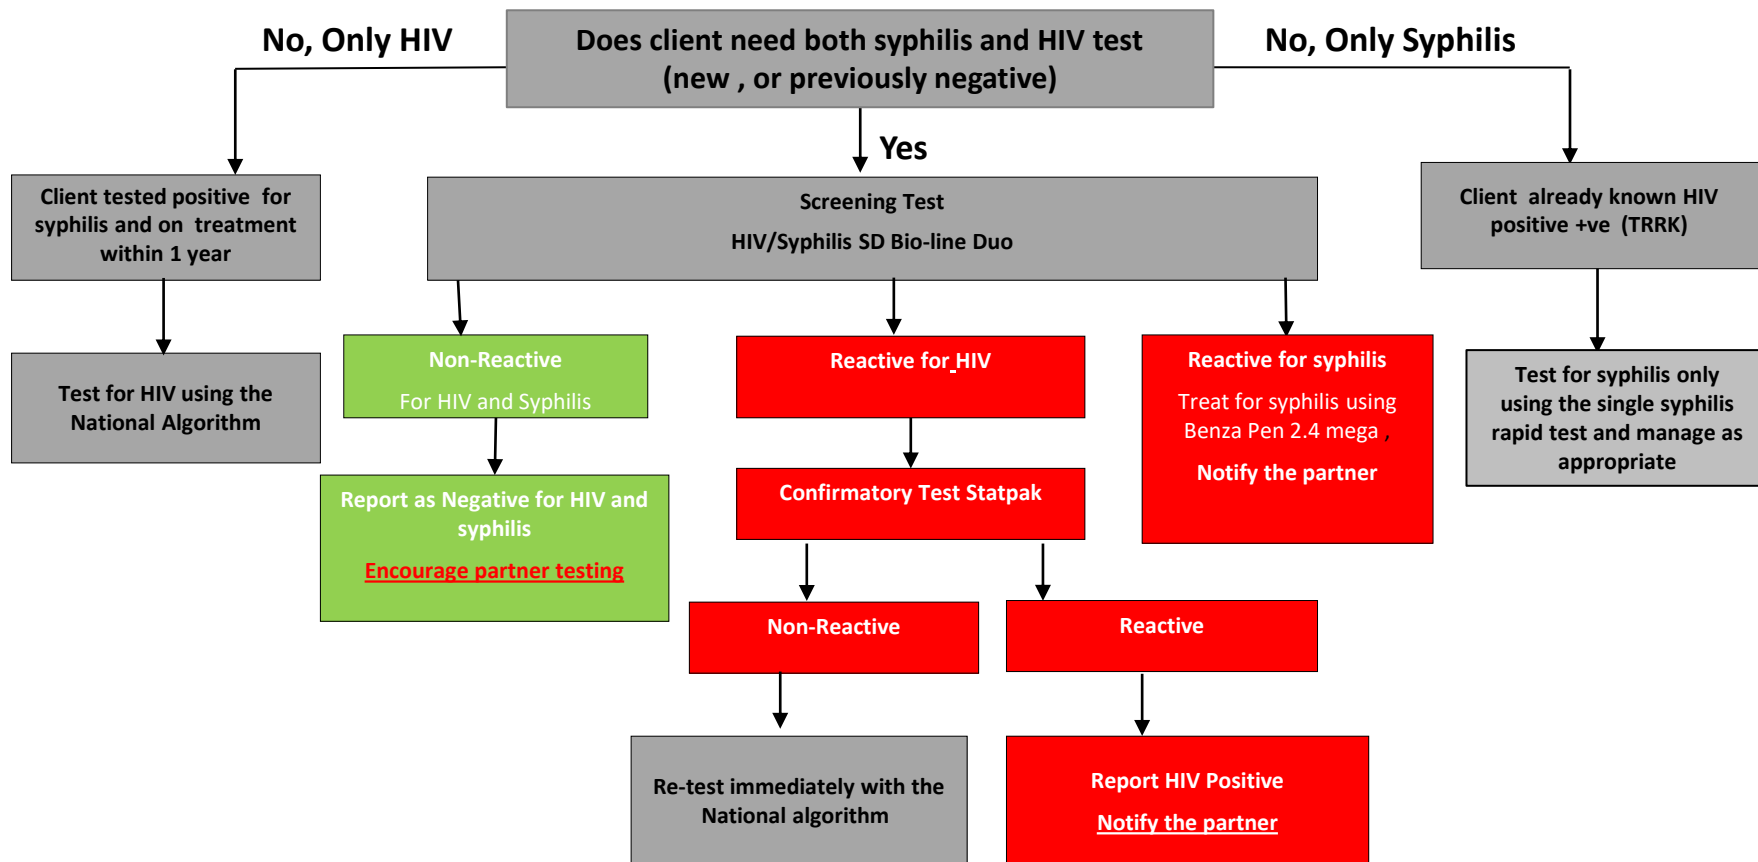 No, Only HIV
Does client need both syphilis and HIV test
(new , or previously negative)
No, Only Syphilis
Yes
Client tested positive for
syphilis and on treatment
within 1 year
Screening Test
HIV/Syphilis SD Bio-line Duo
Client already known HIV
positive +ve (TRRK)
Test for HIV using the
National Algorithm
Non-Reactive
For HIV and Syphilis
Reactive for HIV
Reactive for syphilis
Treat for syphilis using
Benza Pen 2.4 mega ,
Notify the partner
Test for syphilis only
using the single syphilis
rapid test and manage as
appropriate
Report as Negative for HIV and
syphilis
Encourage partner testing
Confirmatory Test Statpak
Non-Reactive
Reactive
Re-test immediately with the
National algorithm
Report HIV Positive
Notify the partner